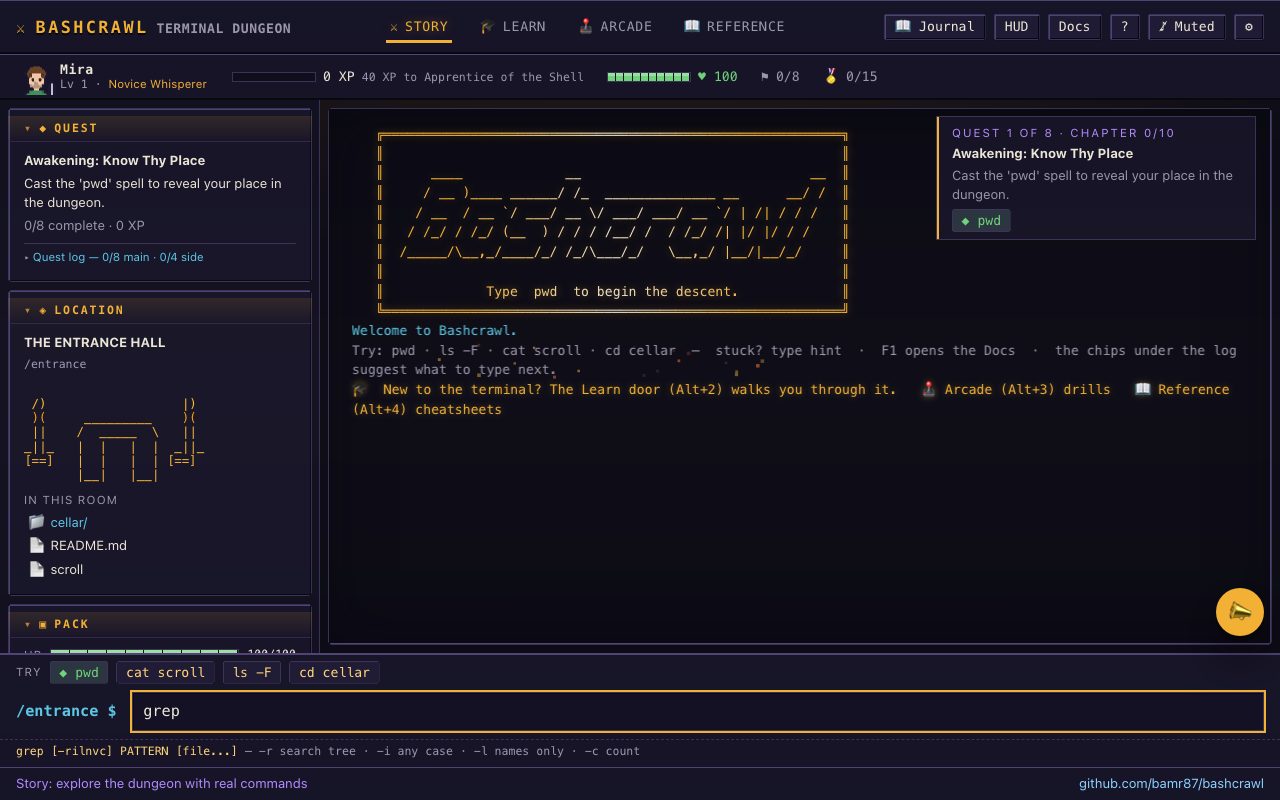 ⚔ BASHCRAWL TERMINAL DUNGEON
⚔ STORY
🎓 LEARN
🕹️ ARCADE
📖 REFERENCE
📖 Journal
HUD
Docs
?
Muted
⚙
Mira
Lv 1 · Novice Whisperer
0 XP 40 XP to Apprentice of the Shell
♥ 100
⚑ 0/8
🏅 0/15
▾ ◆ QUEST
Awakening: Know Thy Place
Cast the 'pwd' spell to reveal your place in
the dungeon.
0/8 complete · 0 XP
▸ Quest log — 0/8 main · 0/4 side
▾ ◈ LOCATION
THE ENTRANCE HALL
/entrance
IN THIS ROOM
📁 cellar/
📄 README.md
📄 scroll
▾ ▣ PACK
HP 100/100
Bashcrawl
Type pwd to begin the descent.
Welcome to Bashcrawl.
Try: pwd · ls -F · cat scroll · cd cellar — stuck? type hint · F1 opens the Docs · the chips under the log
suggest what to type next.
🎓 New to the terminal? The Learn door (Alt+2) walks you through it. 🕹️ Arcade (Alt+3) drills 📖 Reference
(Alt+4) cheatsheets
QUEST 1 OF 8 · CHAPTER 0/10
Awakening: Know Thy Place
Cast the 'pwd' spell to reveal your place in the
dungeon.
◆ pwd
TRY
◆ pwd
cat scroll
ls -F
cd cellar
/entrance $ grep
grep [-rilnvc] PATTERN [file...] — -r search tree · -i any case · -l names only · -c count
Story: explore the dungeon with real commands
github.com/bamr87/bashcrawl